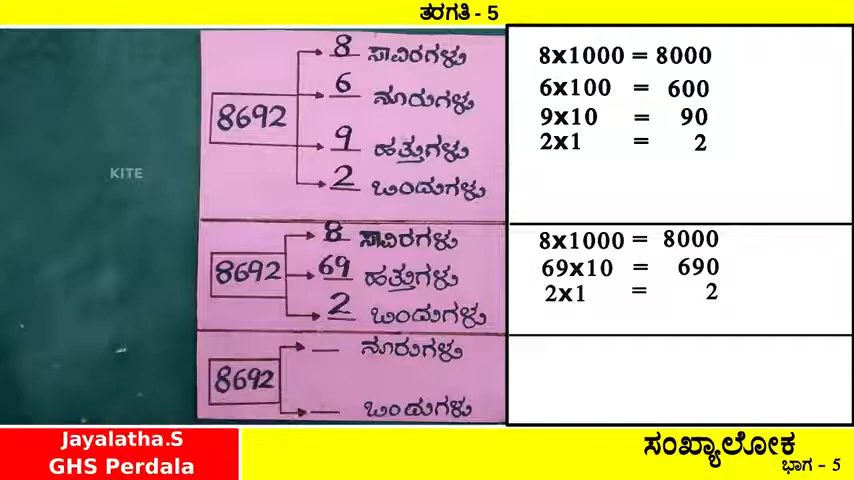 ತರಗತಿ - 5
8 ಸಾವಿರಗಳು
6 ನೂರುಗಳು
8692
9 ಹತ್ತುಗಳು
2 ಒಂದುಗಳು
8x1000 = 8000
6x100 = 600
9x10 = 90
2x1 = 2
KITE
8 ಸಾವಿರಗಳು
8692 69 ಹತ್ತುಗಳು
2 ಒಂದುಗಳು
8x1000 = 8000
69x10 = 690
2x1 = 2
__ ನೂರುಗಳು
8692
__ ಒಂದುಗಳು
Jayalatha.S
GHS Perdala
ಸಂಖ್ಯಾಲೋಕ
ಭಾಗ - 5